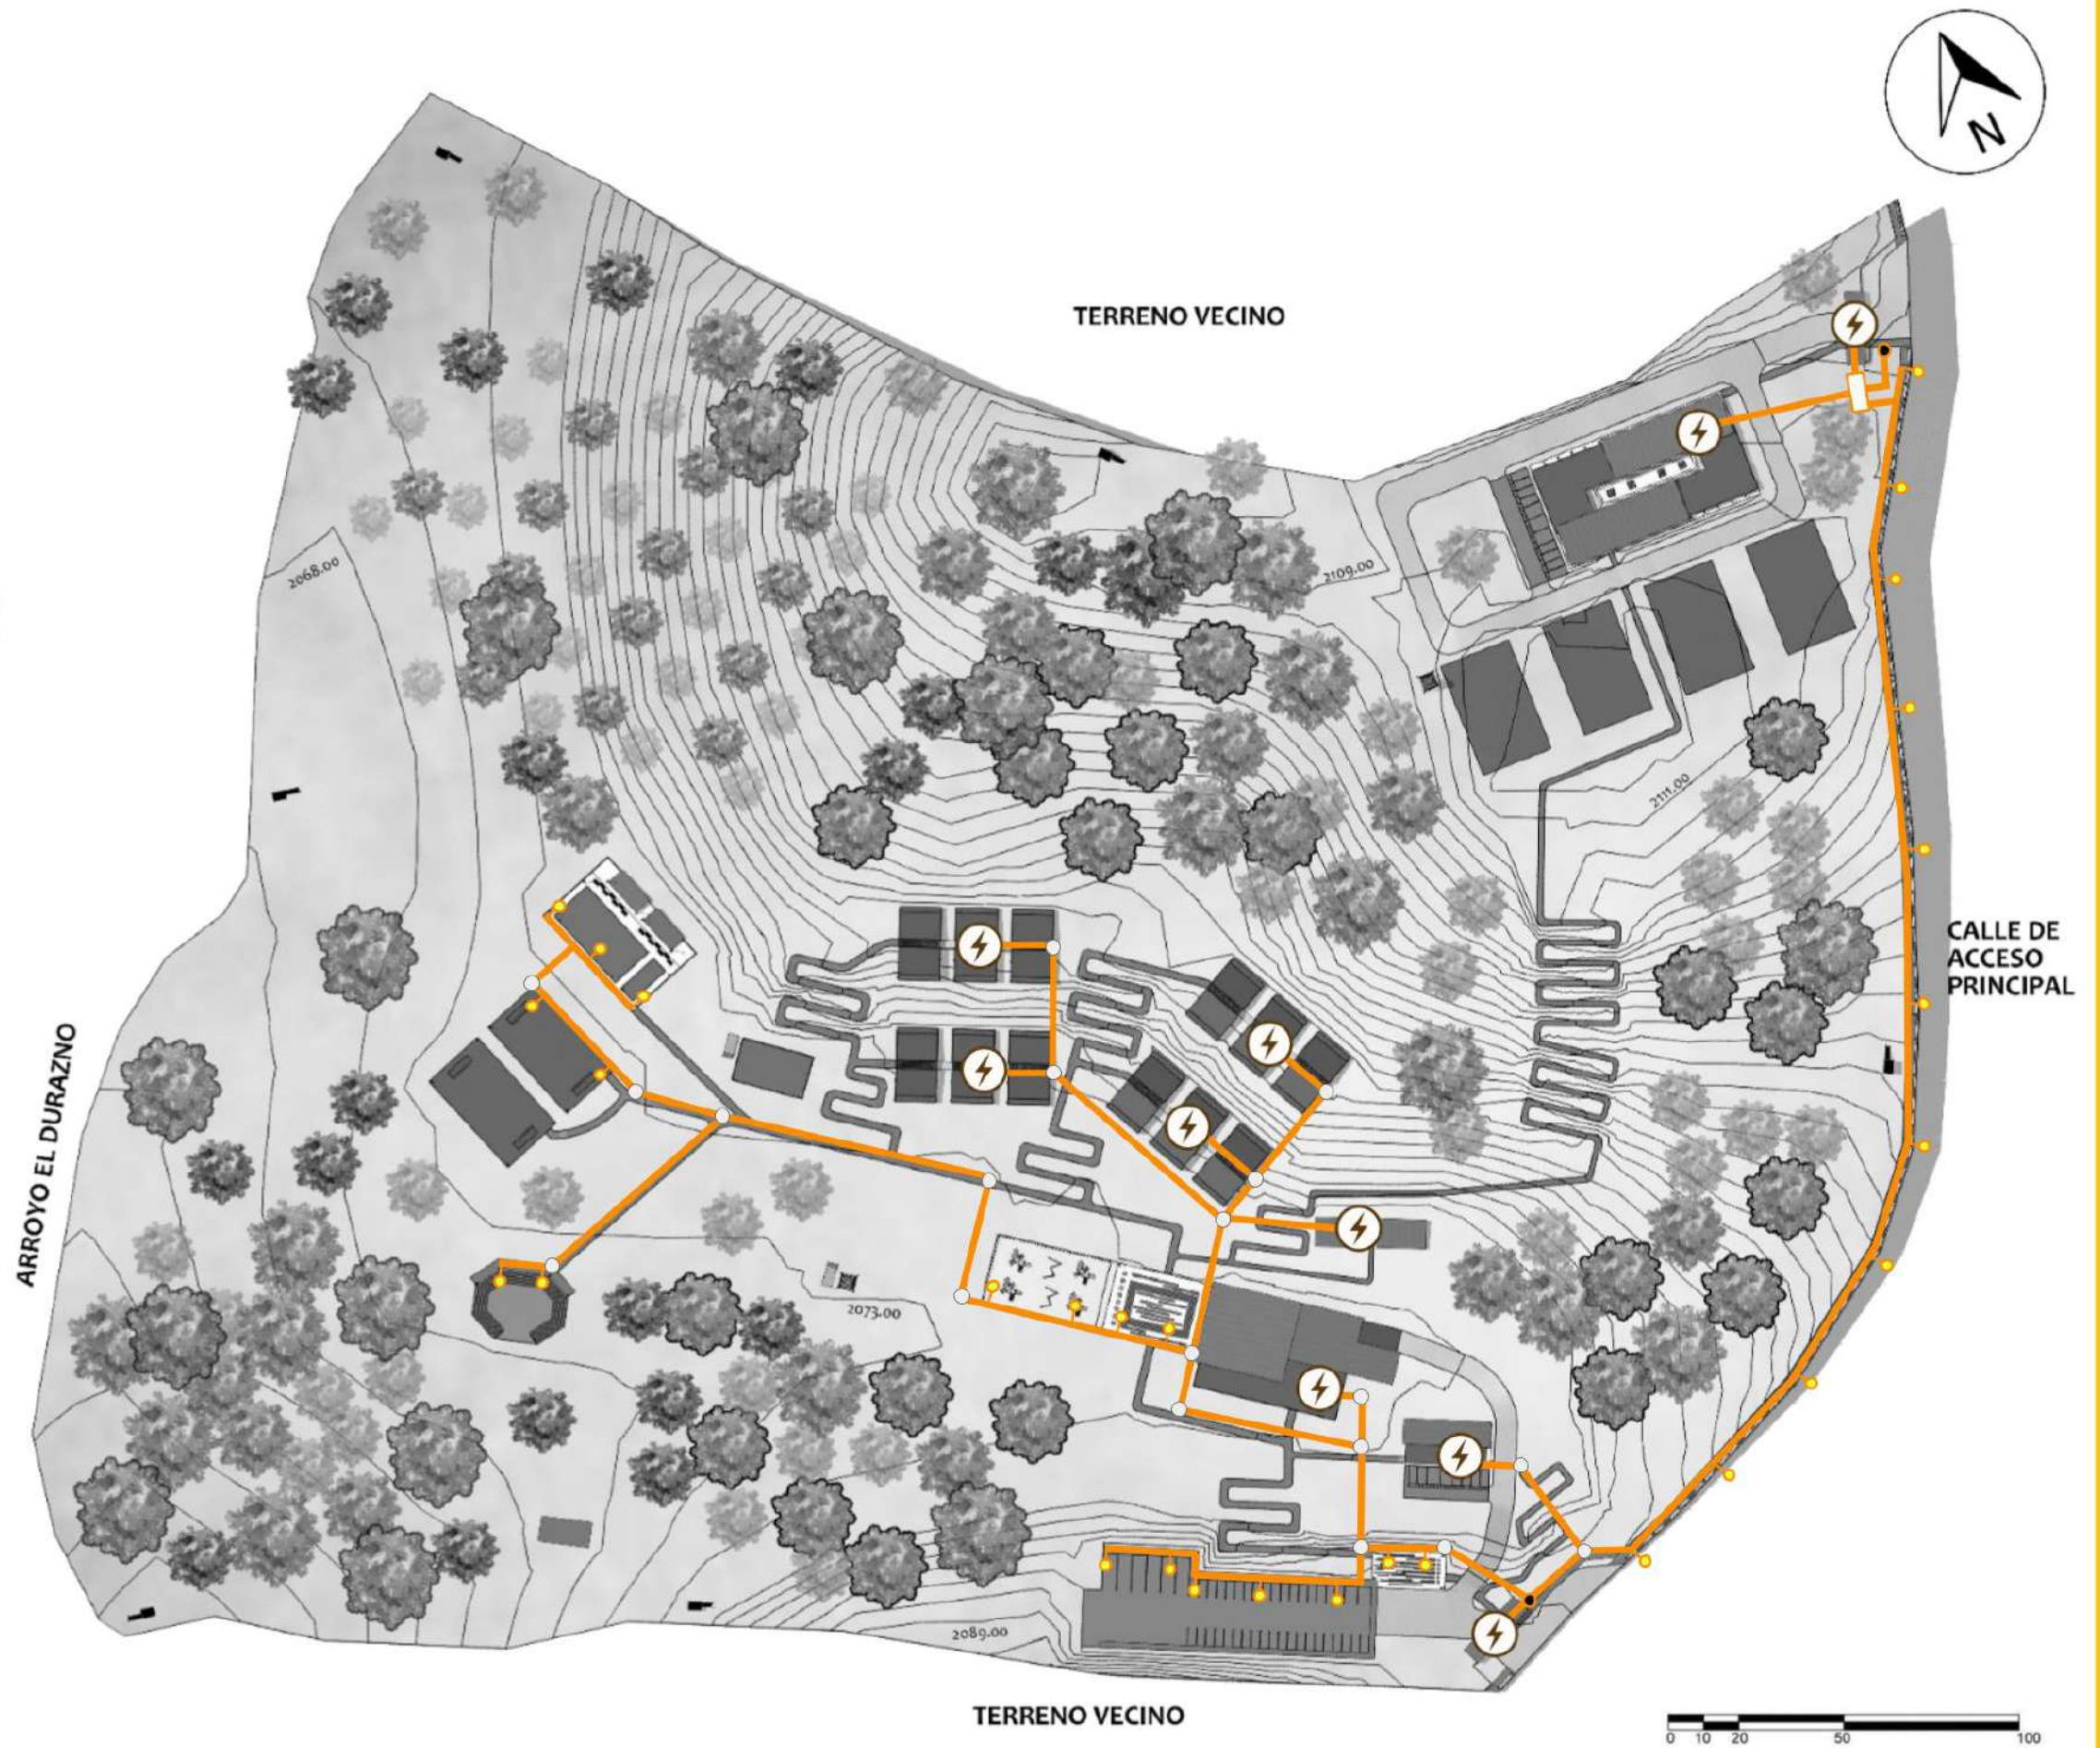 N
TERRENO VECINO
2068.00
2109.00
2111.00
CALLE DE
ACCESO
PRINCIPAL
ARROYO EL DURAZNO
2073.00
2089.00
TERRENO VECINO
0 10 20 50 100